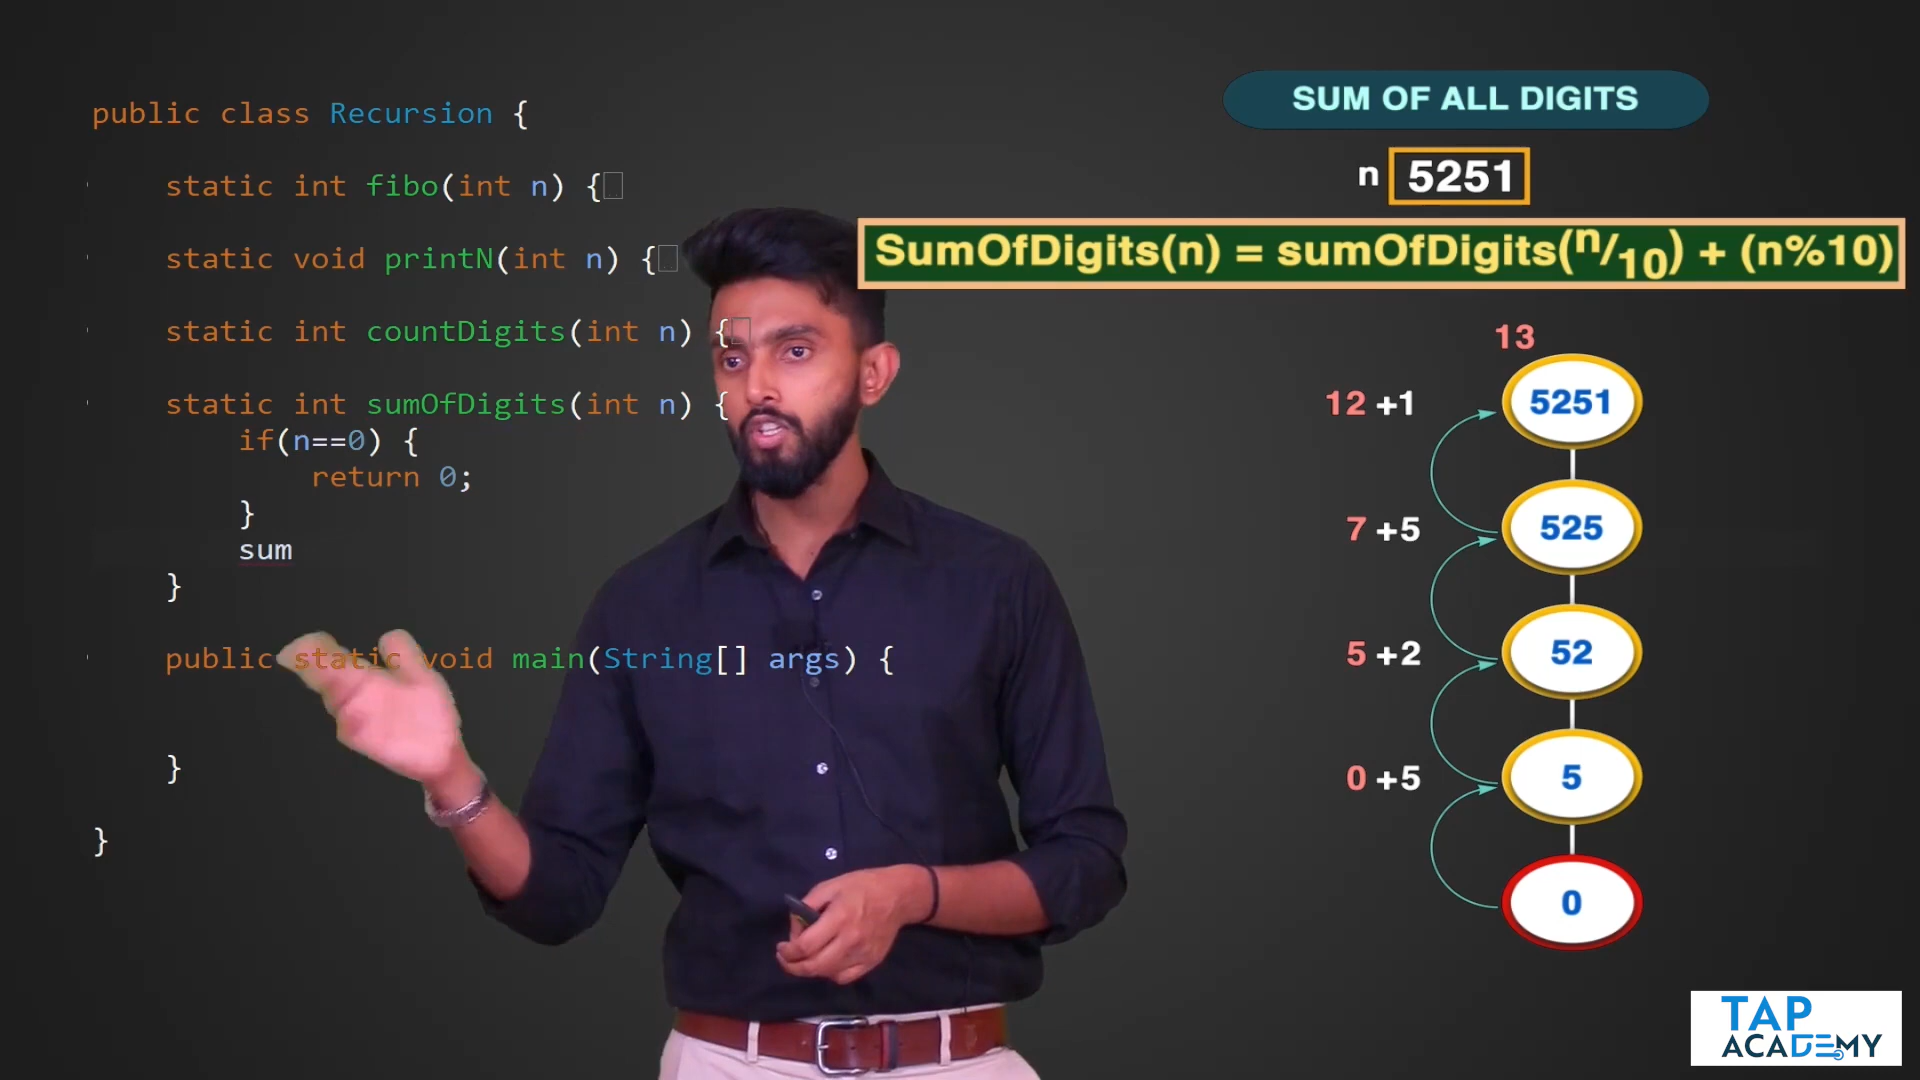 public class Recursion {
static int fibo(int n) {
static void printN(int n) {
static int countDigits(int n) {
static int sumOfDigits(int n) {
if(n==0) {
return 0;
}
sum
}
public static void main(String[] args) {
}
}
SUM OF ALL DIGITS
n 5251
SumOfDigits(n) = sumOfDigits(n/10) + (n%10)
13
12 +1 5251
7 +5 525
5 +2 52
0 +5 5
0
TAP
ACADEMY